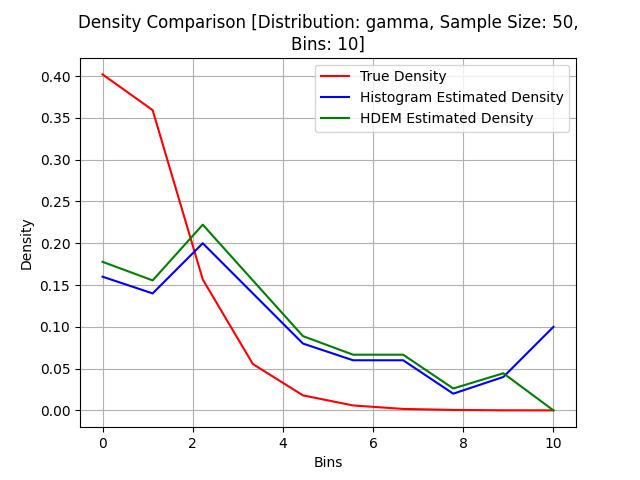 Density Comparison [Distribution: gamma, Sample Size: 50,
Bins: 10]
True Density
Histogram Estimated Density
HDEM Estimated Density
Density
0.40
0.35
0.30
0.25
0.20
0.15
0.10
0.05
0.00
0 2 4 6 8 10
Bins